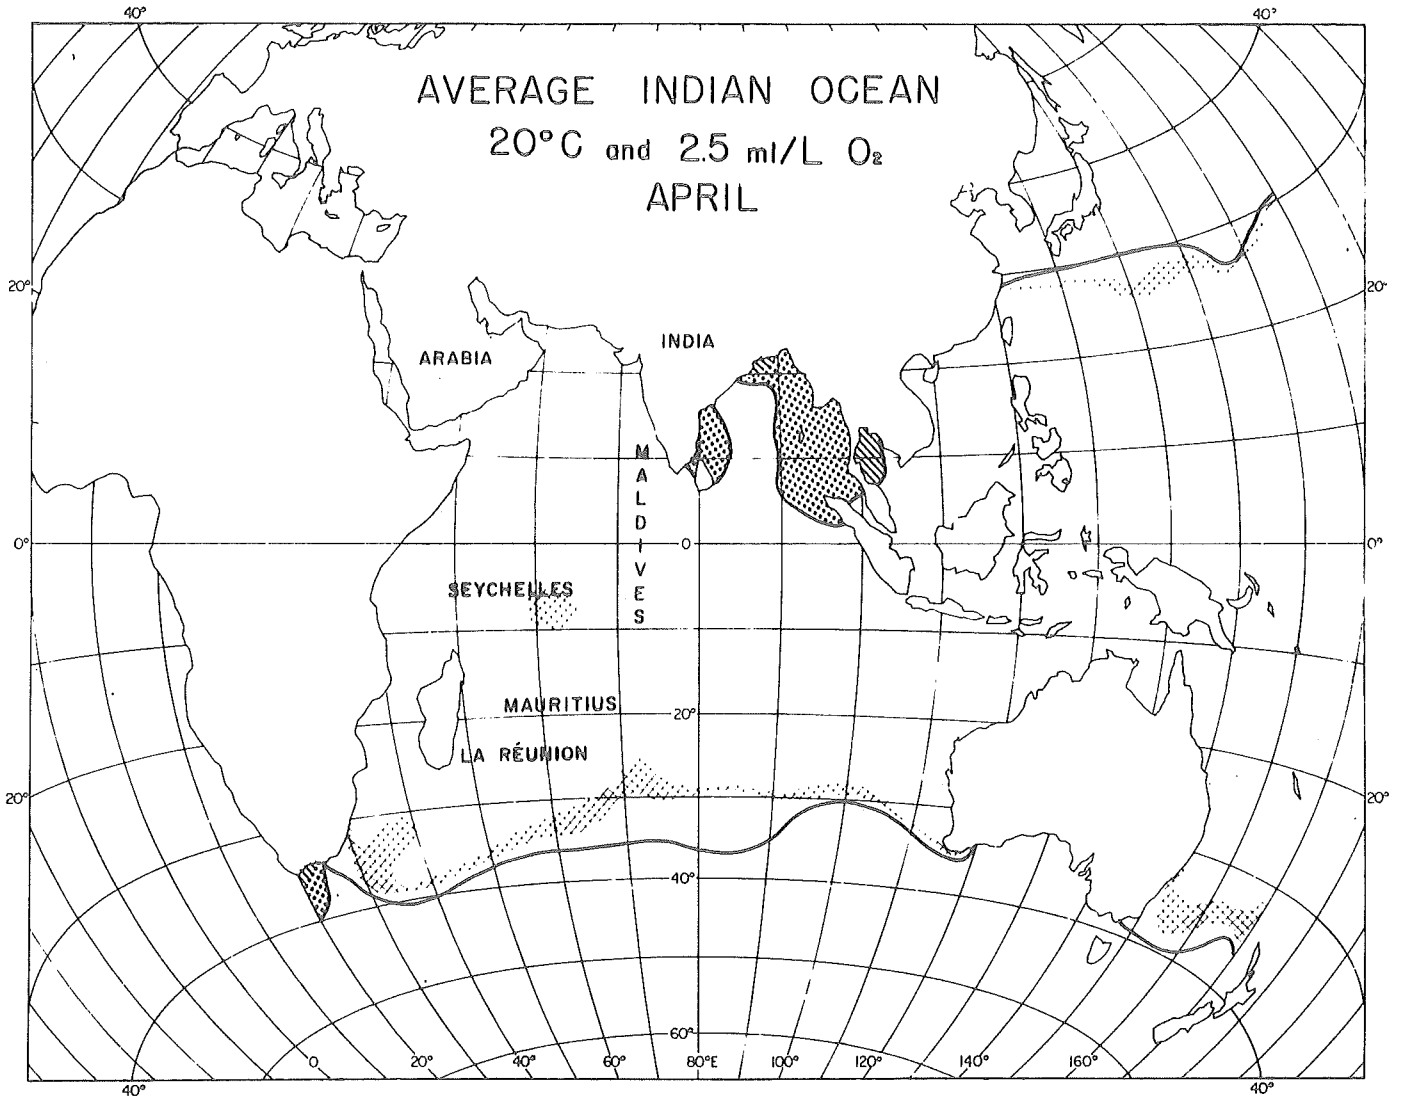 40° 40°
AVERAGE INDIAN OCEAN
20°C and 2.5 ml/L O₂
APRIL
20° 20°
INDIA
ARABIA
MALDIVES
0° 0 0°
SEYCHELLES
MAURITIUS
20°
LA RÉUNION
20° 20°
40°
60°
0 20° 40° 60° 80°E 100° 120° 140° 160°
40° 40°